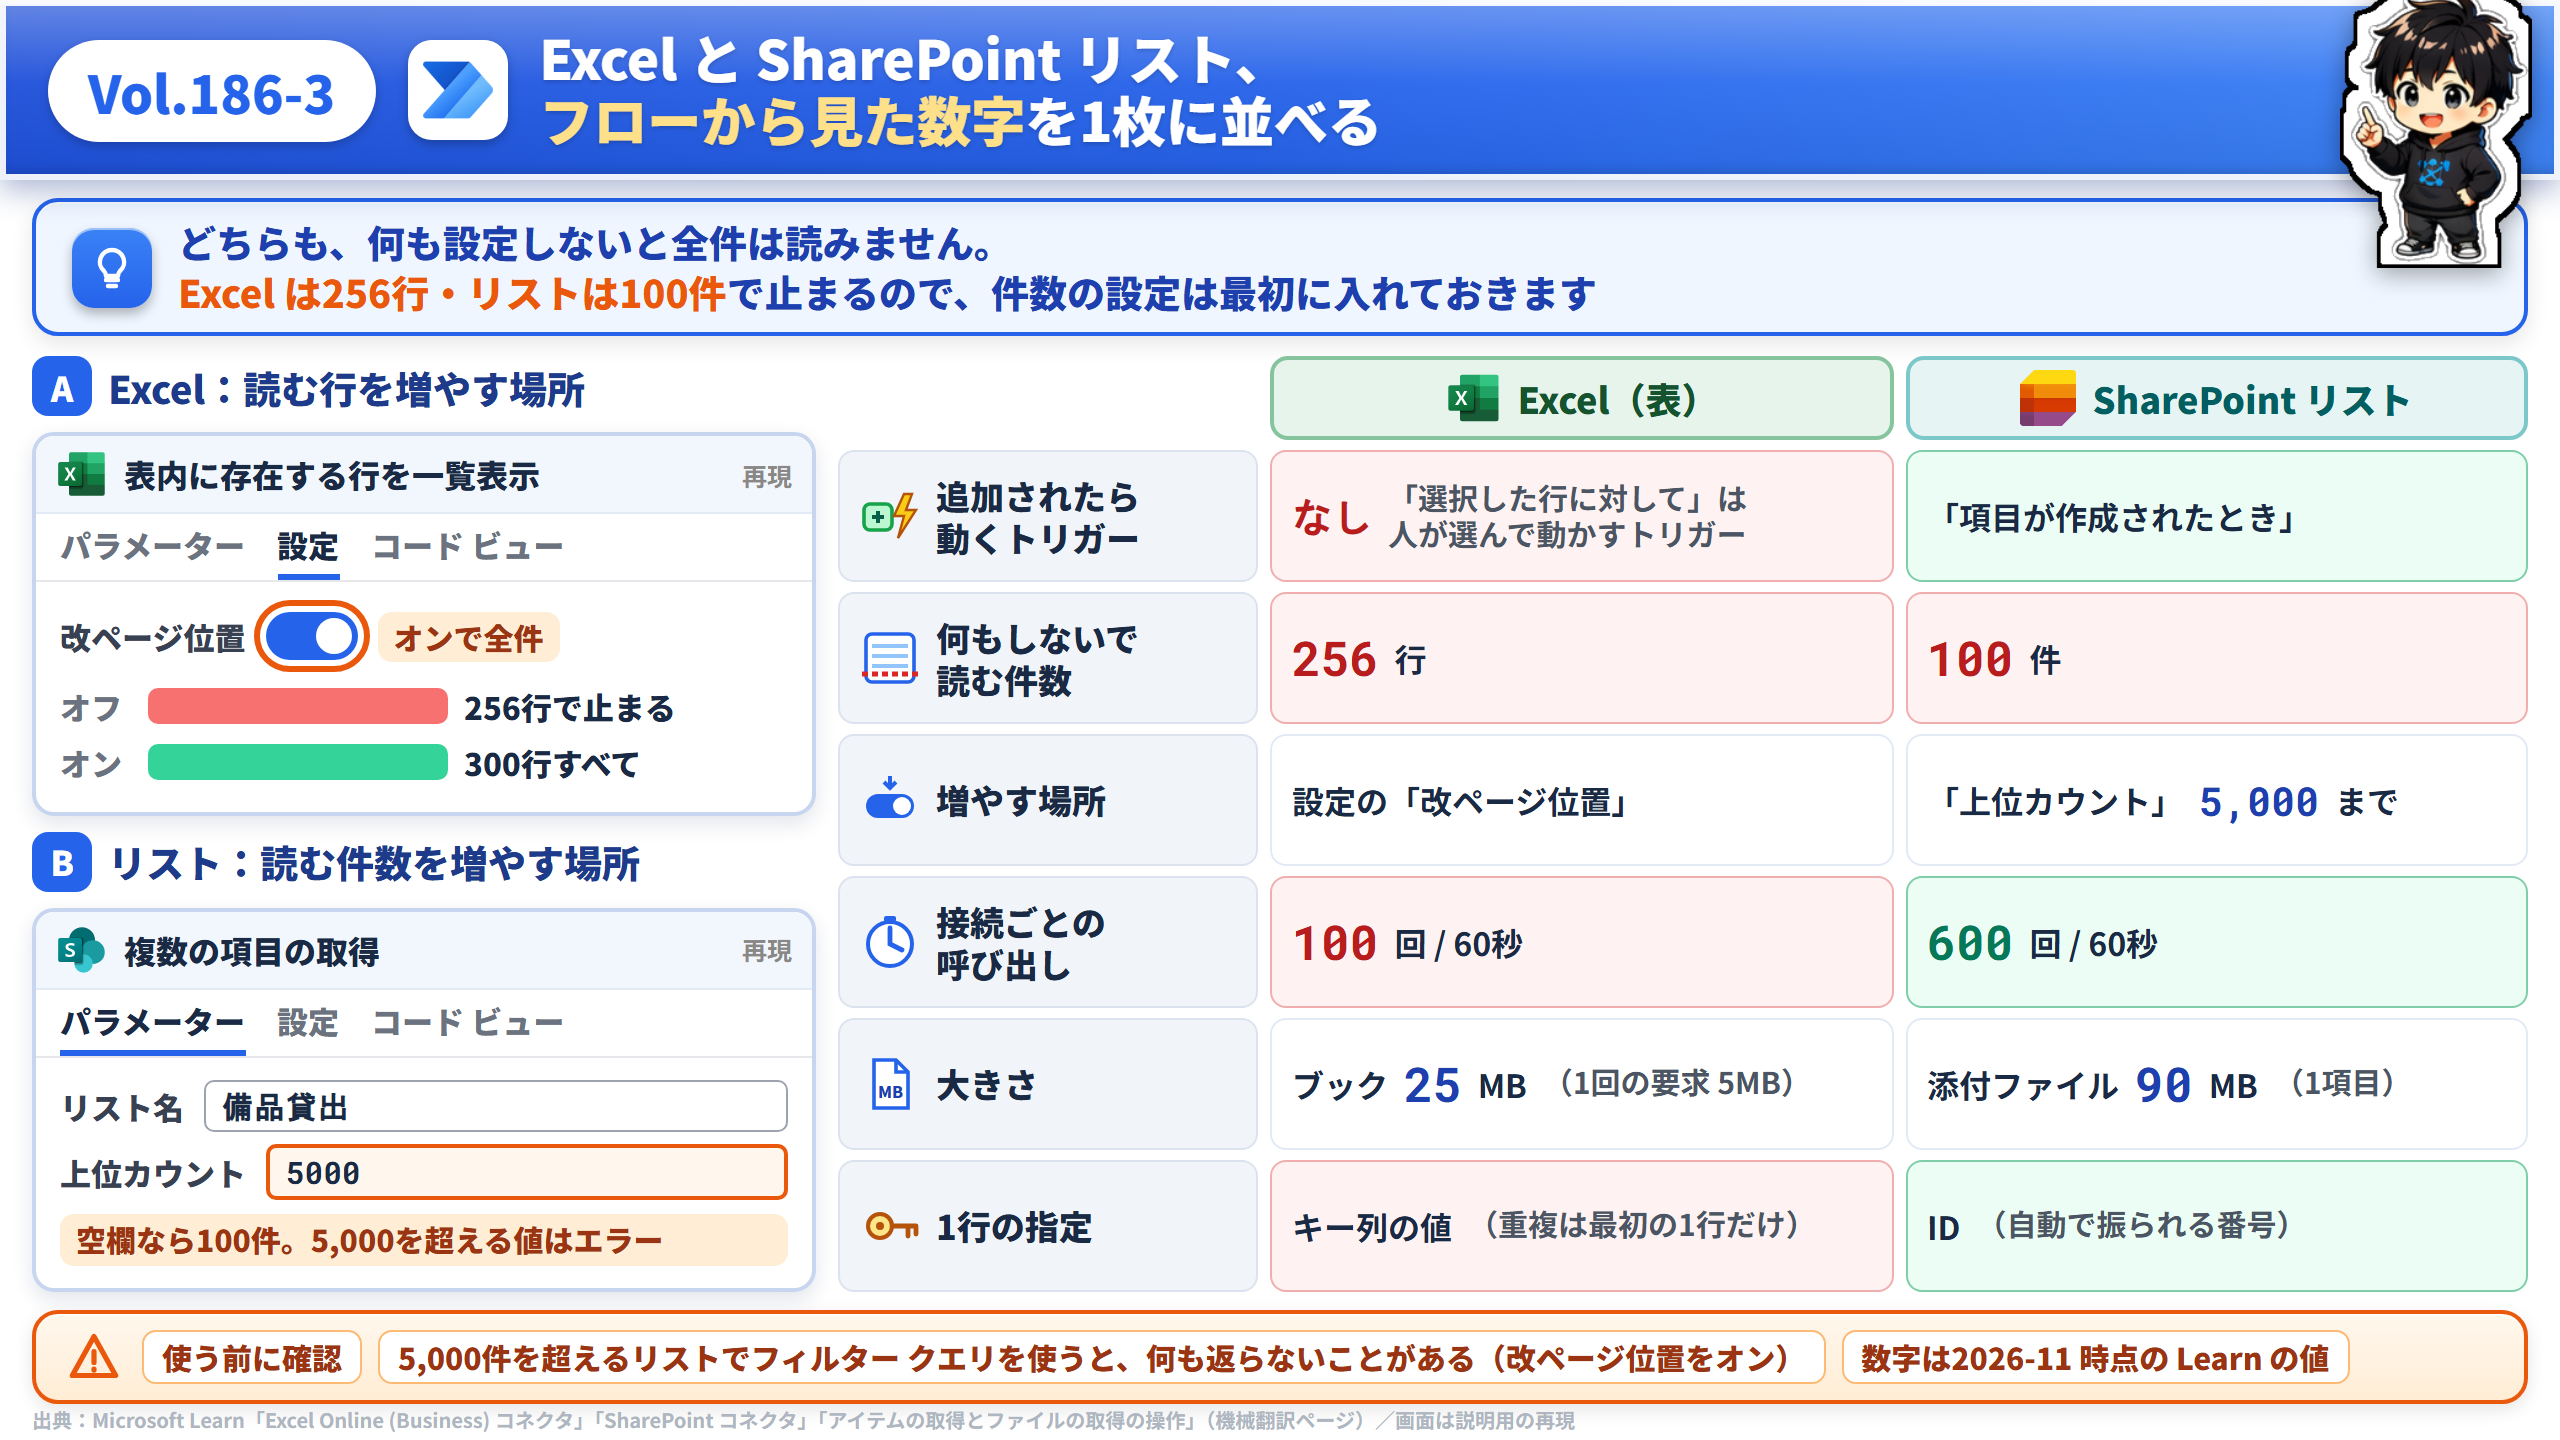 Vol.186-3
Excel と SharePoint リスト、
フローから見た数字を1枚に並べる
どちらも、何も設定しないと全件は読みません。
Excel は256行・リストは100件で止まるので、件数の設定は最初に入れておきます
A Excel：読む行を増やす場所
X 表内に存在する行を一覧表示 再現
パラメーター 設定 コード ビュー
改ページ位置 オンで全件
オフ 256行で止まる
オン 300行すべて
B リスト：読む件数を増やす場所
S 複数の項目の取得 再現
パラメーター 設定 コード ビュー
リスト名 備品貸出
上位カウント 5000
空欄なら100件。5,000を超える値はエラー
X Excel（表） SharePoint リスト
追加されたら
動くトリガー
なし
「選択した行に対して」は
人が選んで動かすトリガー
「項目が作成されたとき」
何もしないで
読む件数
256 行
100 件
増やす場所
設定の「改ページ位置」
「上位カウント」 5,000 まで
接続ごとの
呼び出し
100 回 / 60秒
600 回 / 60秒
MB 大きさ
ブック 25 MB （1回の要求 5MB）
添付ファイル 90 MB （1項目）
1行の指定
キー列の値 （重複は最初の1行だけ）
ID （自動で振られる番号）
使う前に確認
5,000件を超えるリストでフィルター クエリを使うと、何も返らないことがある（改ページ位置をオン）
数字は2026-11 時点の Learn の値
出典：Microsoft Learn「Excel Online (Business) コネクタ」「SharePoint コネクタ」「アイテムの取得とファイルの取得の操作」（機械翻訳ページ）／画面は説明用の再現